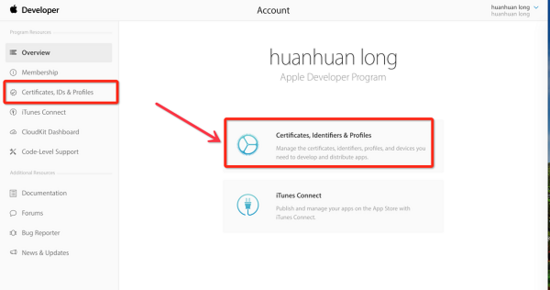 Developer
Account
huanhuan long
huanhuan long
Program Resources
Overview
Membership
Certificates, IDs & Profiles
iTunes Connect
CloudKit Dashboard
Code-Level Support
Additional Resources
Documentation
Forums
Bug Reporter
News & Updates
huanhuan long
Apple Developer Program
Certificates, Identifiers & Profiles
Manage the certificates, identifiers, profiles, and devices you
need to develop and distribute apps.
iTunes Connect
Publish and manage your apps on the App Store with
iTunes Connect.